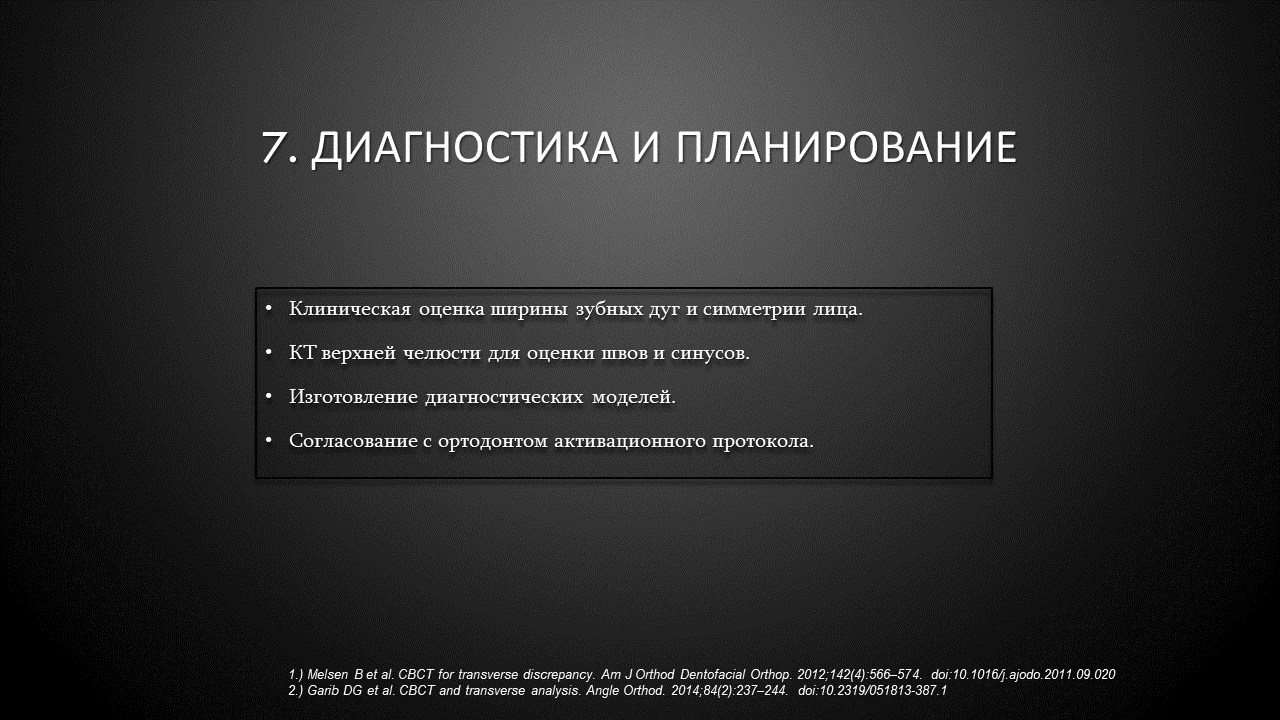 7. ДИАГНОСТИКА И ПЛАНИРОВАНИЕ
• Клиническая оценка ширины зубных дуг и симметрии лица.
• КТ верхней челюсти для оценки швов и синусов.
• Изготовление диагностических моделей.
• Согласование с ортодонтом активационного протокола.
1.) Melsen B et al. CBCT for transverse discrepancy. Am J Orthod Dentofacial Orthop. 2012;142(4):566–574. doi:10.1016/j.ajodo.2011.09.020
2.) Garib DG et al. CBCT and transverse analysis. Angle Orthod. 2014;84(2):237–244. doi:10.2319/051813-387.1